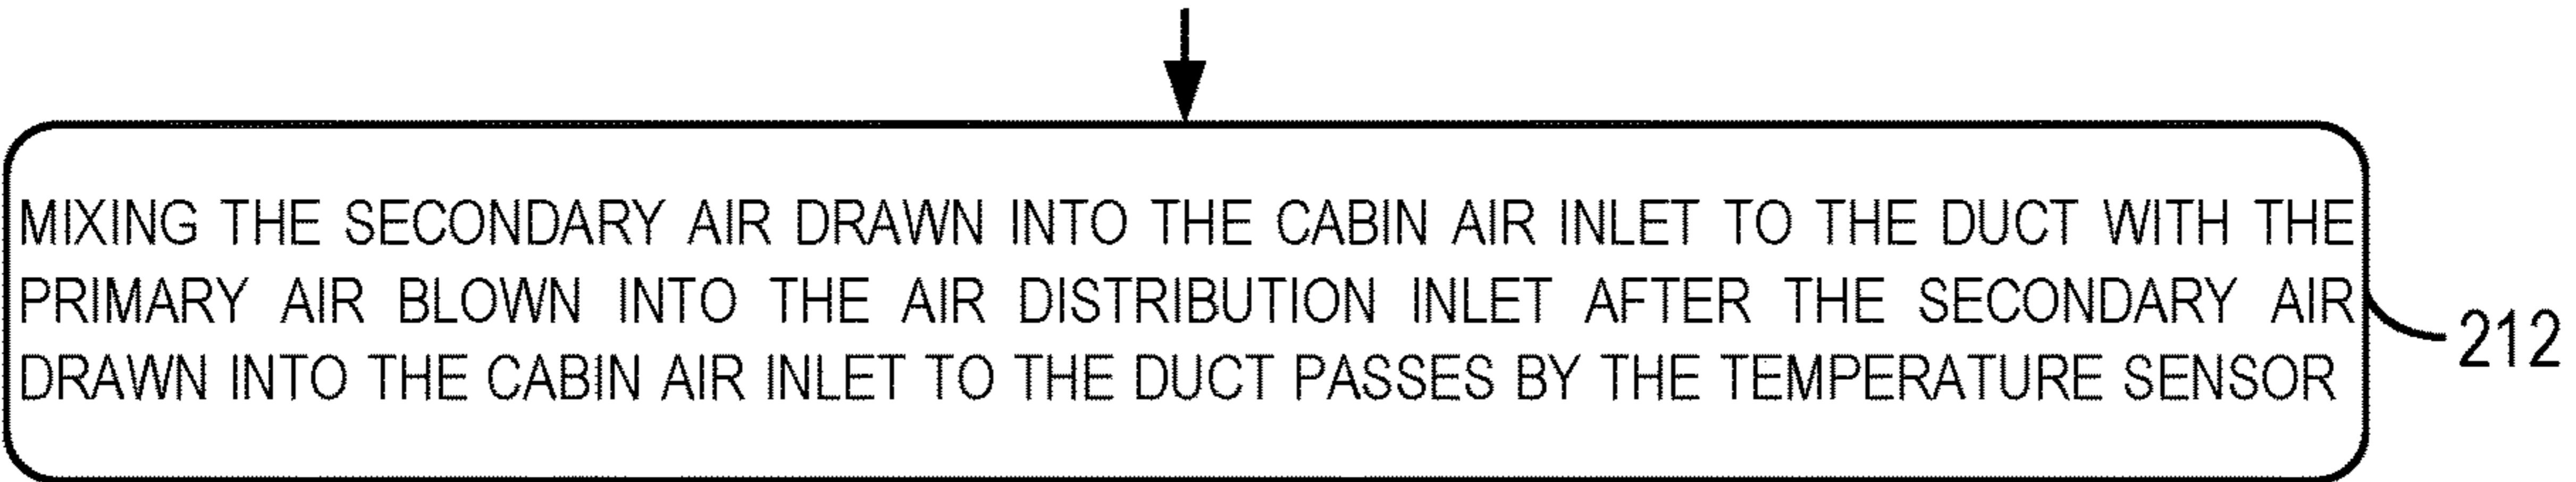 MIXING THE SECONDARY AIR DRAWN INTO THE CABIN AIR INLET TO THE DUCT WITH THE
PRIMARY AIR BLOWN INTO THE AIR DISTRIBUTION INLET AFTER THE SECONDARY AIR
DRAWN INTO THE CABIN AIR INLET TO THE DUCT PASSES BY THE TEMPERATURE SENSOR
212